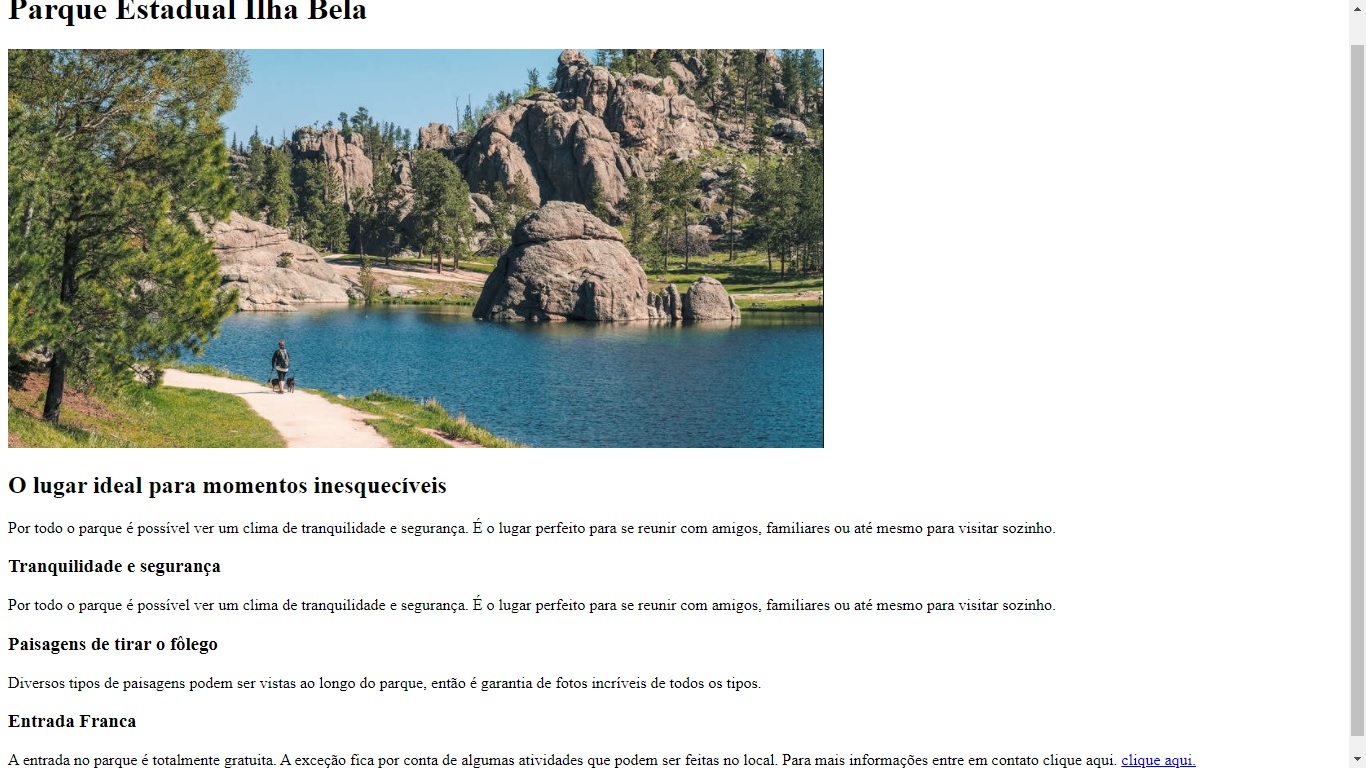 Parque Estadual Ilha Bela
O lugar ideal para momentos inesquecíveis
Por todo o parque é possível ver um clima de tranquilidade e segurança. É o lugar perfeito para se reunir com amigos, familiares ou até mesmo para visitar sozinho.
Tranquilidade e segurança
Por todo o parque é possível ver um clima de tranquilidade e segurança. É o lugar perfeito para se reunir com amigos, familiares ou até mesmo para visitar sozinho.
Paisagens de tirar o fôlego
Diversos tipos de paisagens podem ser vistas ao longo do parque, então é garantia de fotos incríveis de todos os tipos.
Entrada Franca
A entrada no parque é totalmente gratuita. A exceção fica por conta de algumas atividades que podem ser feitas no local. Para mais informações entre em contato clique aqui. clique aqui.